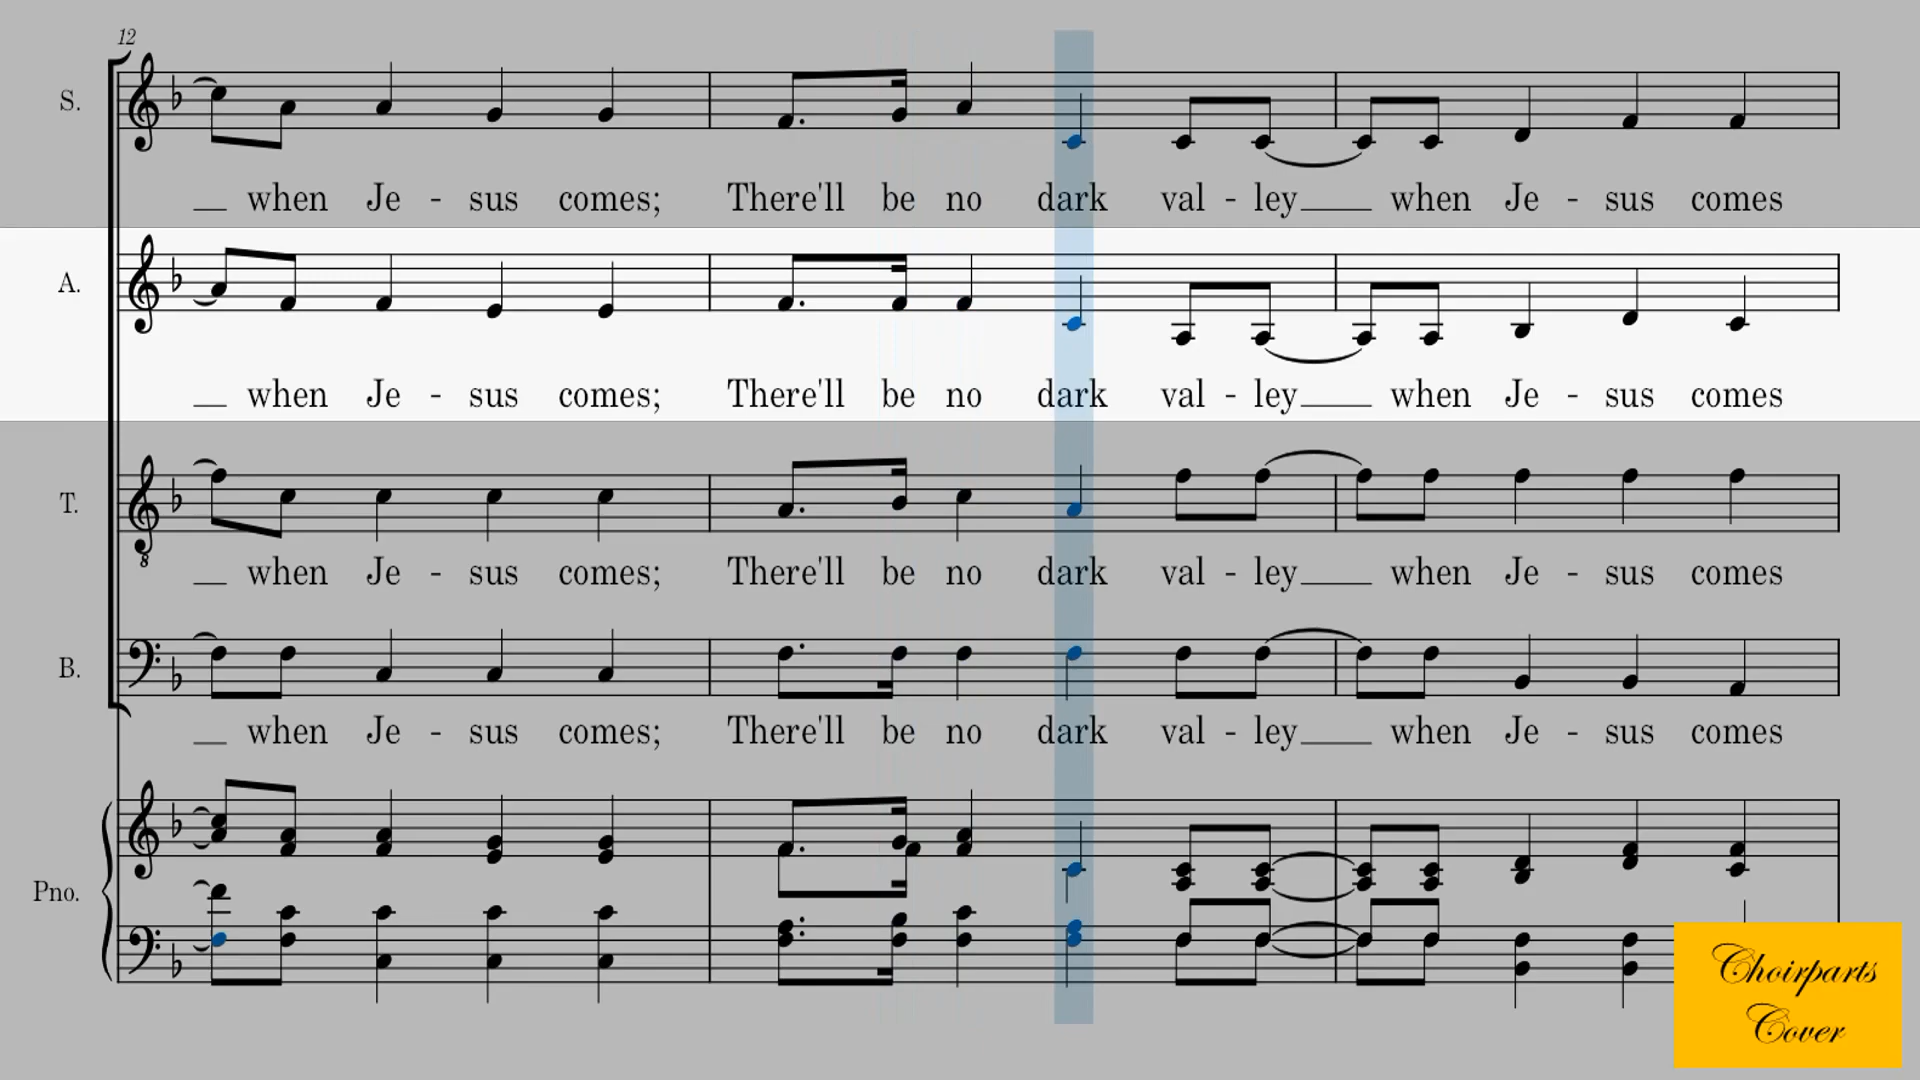 12
S.
when Je - sus comes; There'll be no dark val - ley when Je - sus comes
A.
when Je - sus comes; There'll be no dark val - ley when Je - sus comes
T.
when Je - sus comes; There'll be no dark val - ley when Je - sus comes
B.
when Je - sus comes; There'll be no dark val - ley when Je - sus comes
Pno.
Choirparts
Cover